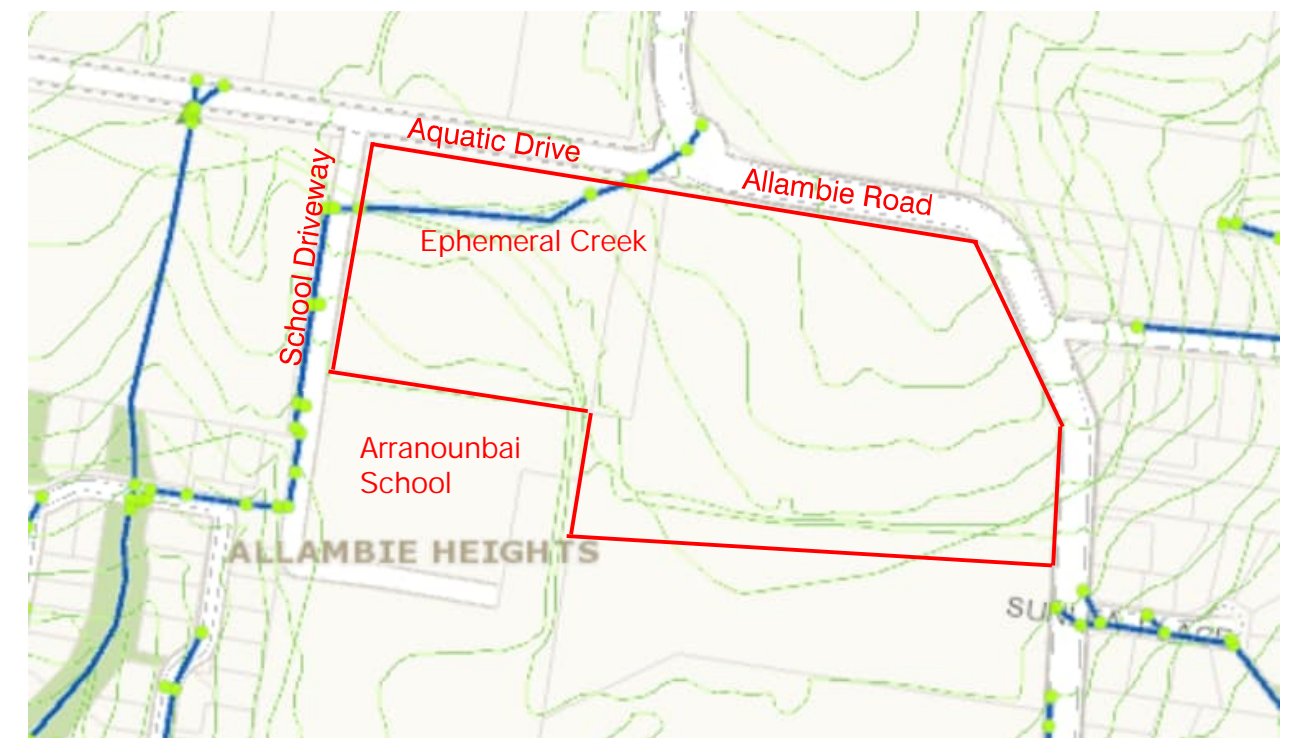 Aquatic Drive
School Driveway
Allambie Road
Ephemeral Creek
Arranounbai
School
ALLAMBIE HEIGHTS